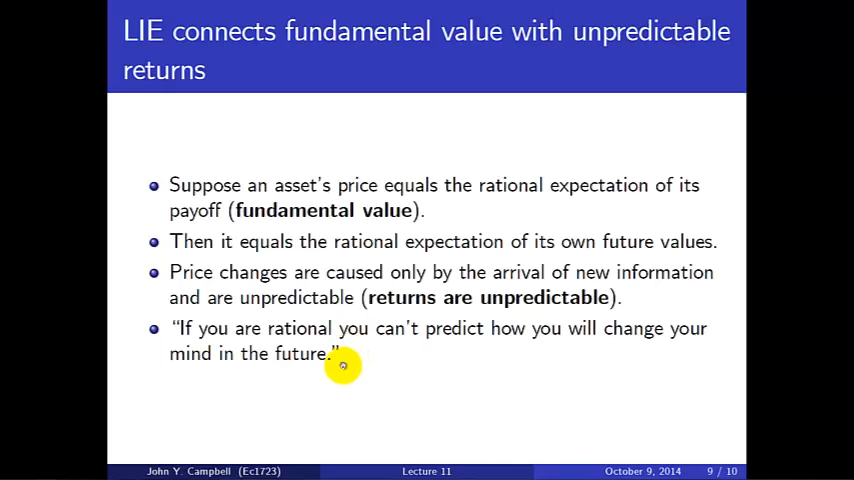 LIE connects fundamental value with unpredictable
returns
Suppose an asset's price equals the rational expectation of its
payoff (fundamental value).
Then it equals the rational expectation of its own future values.
Price changes are caused only by the arrival of new information
and are unpredictable (returns are unpredictable).
“If you are rational you can't predict how you will change your
mind in the future.”
John Y. Campbell (Ec1723) Lecture 11 October 9, 2014 9 / 10